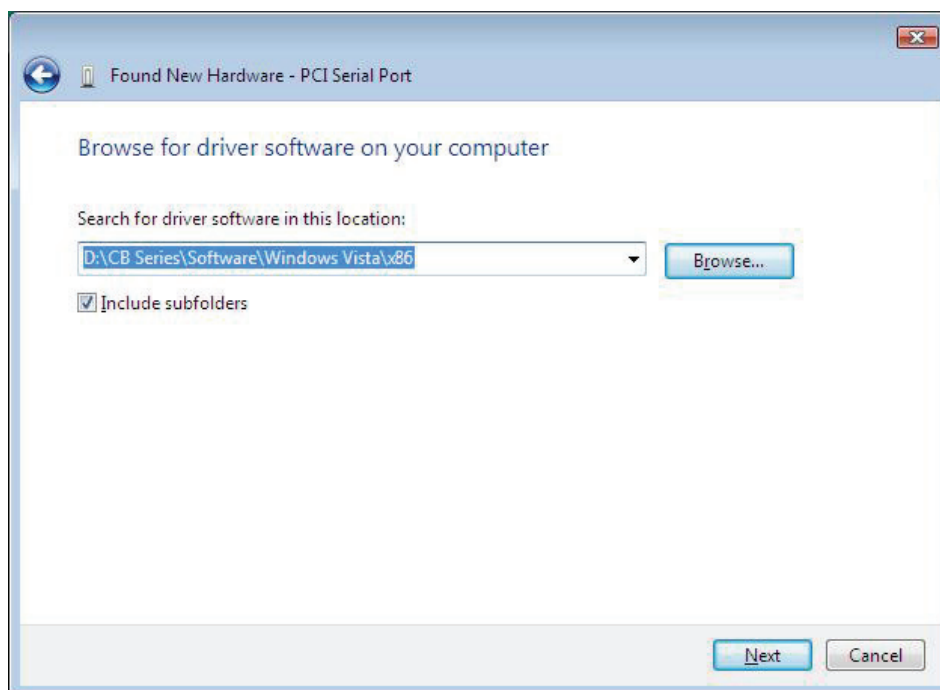 Found New Hardware - PCI Serial Port
Browse for driver software on your computer
Search for driver software in this location:
D:\CB Series\Software\Windows Vista\x86
Browse...
Include subfolders
Next
Cancel